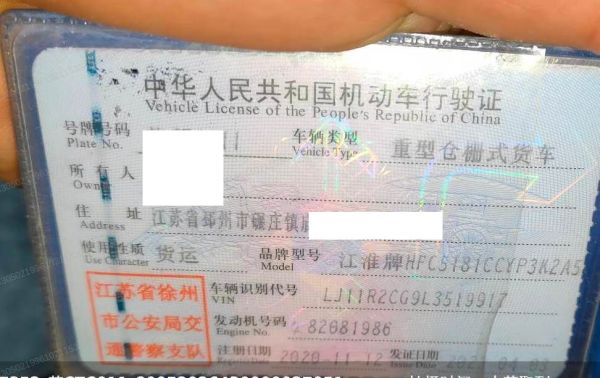 中华人民共和国机动车行驶证
Vehicle License of the People's Republic of China
号牌号码 11 车辆类型 重型仓栅式货车
Plate No. Vehicle Type
所有人
Owner
住址 江苏省邳州市碾庄镇
Address
使用性质 货运 品牌型号 江淮牌HFC5181CCYP3K2A5
Use Character Model
江苏省徐州 车辆识别代号 LJ11R2CG9L3519917
VIN
市公安局交 发动机号码 82081986
Engine No.
通警察支队 注册日期 2020-11-12 发证日期
Register Date Issue Date